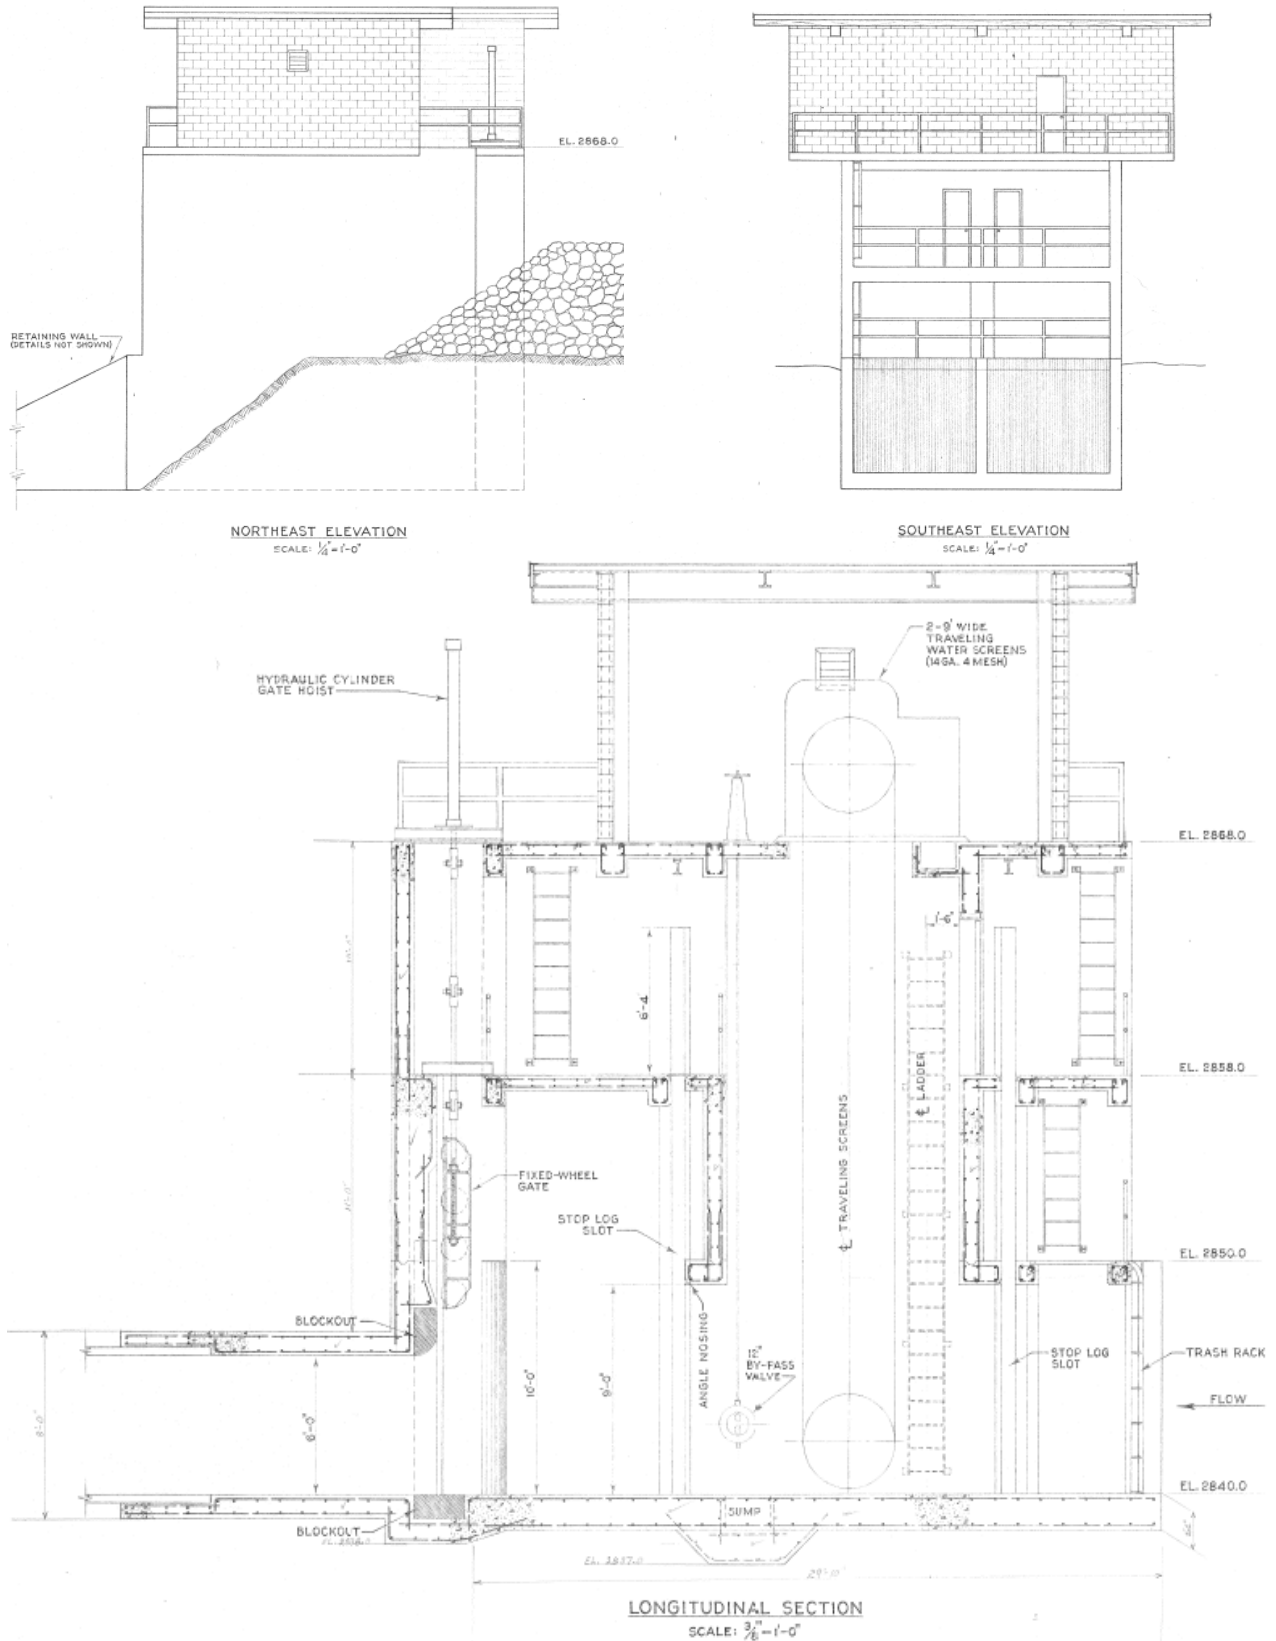 EL. 2868.0
RETAINING WALL
(DETAILS NOT SHOWN)
NORTHEAST ELEVATION
SCALE: 1/4"=1'-0"
SOUTHEAST ELEVATION
SCALE: 1/4"=1'-0"
2-9' WIDE
TRAVELING
WATER SCREENS
(14GA. 4 MESH)
HYDRAULIC CYLINDER
GATE HOIST
EL. 2868.0
1'-6"
6'-4"
EL. 2858.0
℄ LADDER
℄ TRAVELING SCREENS
FIXED-WHEEL
GATE
STOP LOG
SLOT
EL. 2850.0
BLOCKOUT
ANGLE NOSING
12"
BY-PASS
VALVE
STOP LOG
SLOT
TRASH RACK
FLOW
8'-0"
6'-0"
10'-0"
9'-0"
EL. 2840.0
SUMP
BLOCKOUT
EL. 2837.0
29'-10"
LONGITUDINAL SECTION
SCALE: 3/8"=1'-0"